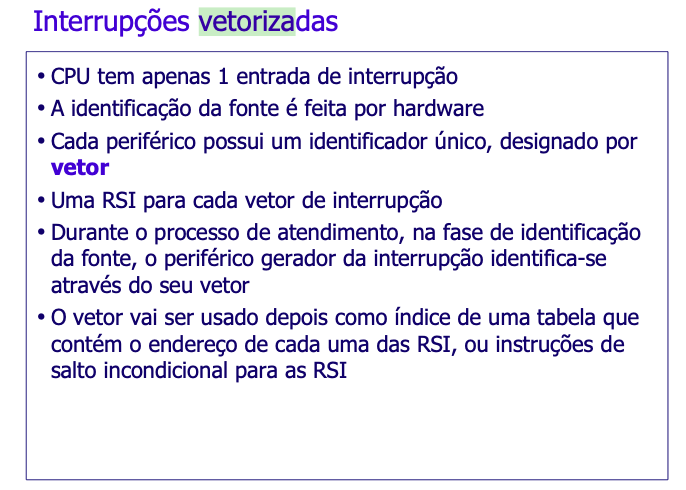 Interrupções vetorizadas
• CPU tem apenas 1 entrada de interrupção
• A identificação da fonte é feita por hardware
• Cada periférico possui um identificador único, designado por
vetor
• Uma RSI para cada vetor de interrupção
• Durante o processo de atendimento, na fase de identificação
da fonte, o periférico gerador da interrupção identifica-se
através do seu vetor
• O vetor vai ser usado depois como índice de uma tabela que
contém o endereço de cada uma das RSI, ou instruções de
salto incondicional para as RSI